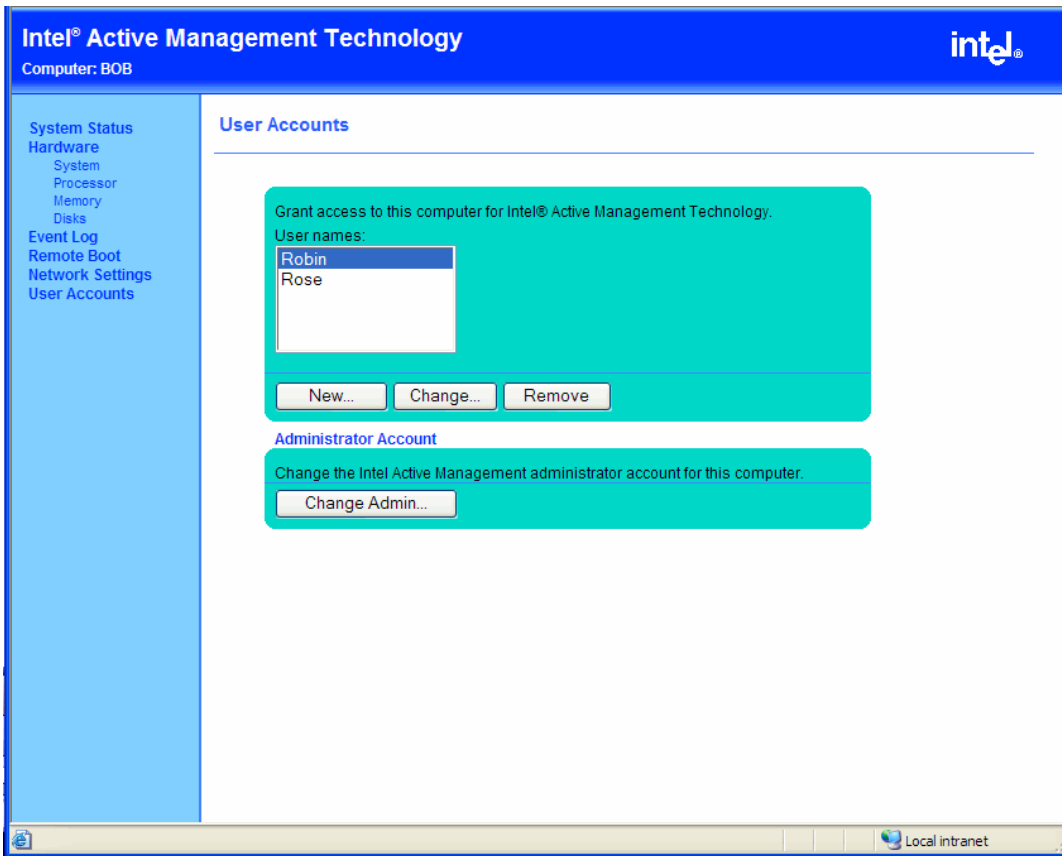 Intel® Active Management Technology
Computer: BOB
intel®
System Status
Hardware
System
Processor
Memory
Disks
Event Log
Remote Boot
Network Settings
User Accounts
User Accounts
Grant access to this computer for Intel® Active Management Technology.
User names:
Robin
Rose
New...
Change...
Remove
Administrator Account
Change the Intel Active Management administrator account for this computer.
Change Admin...
Local intranet